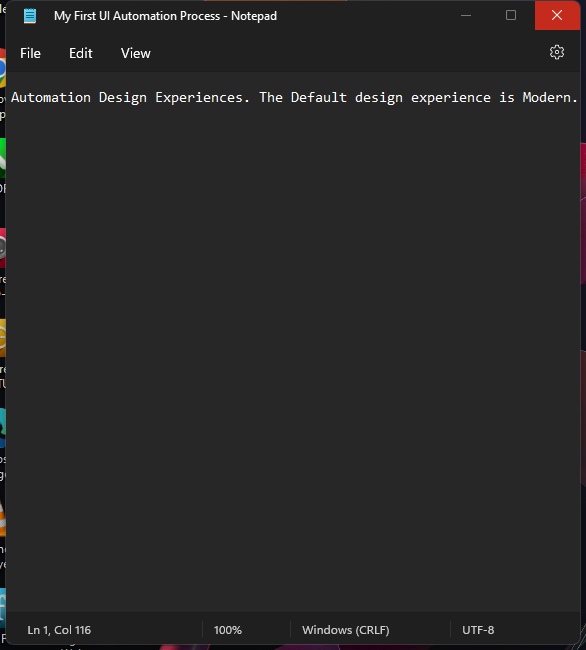 My First UI Automation Process - Notepad
File Edit View
Automation Design Experiences. The Default design experience is Modern.
Ln 1, Col 116 100% Windows (CRLF) UTF-8